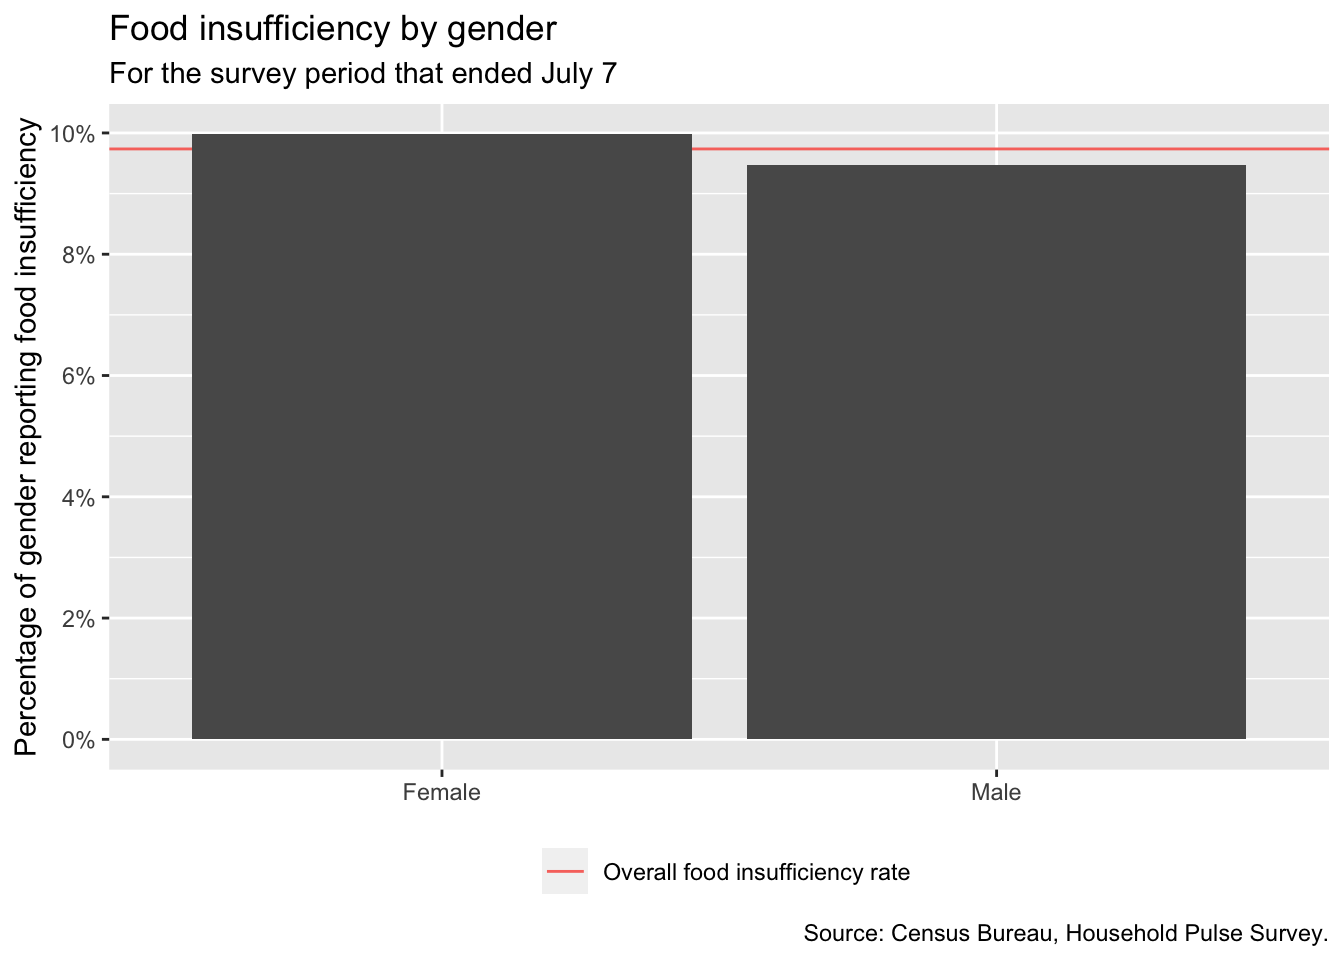 Food insufficiency by gender
For the survey period that ended July 7
Percentage of gender reporting food insufficiency
10%
8%
6%
4%
2%
0%
Female Male
Overall food insufficiency rate
Source: Census Bureau, Household Pulse Survey.